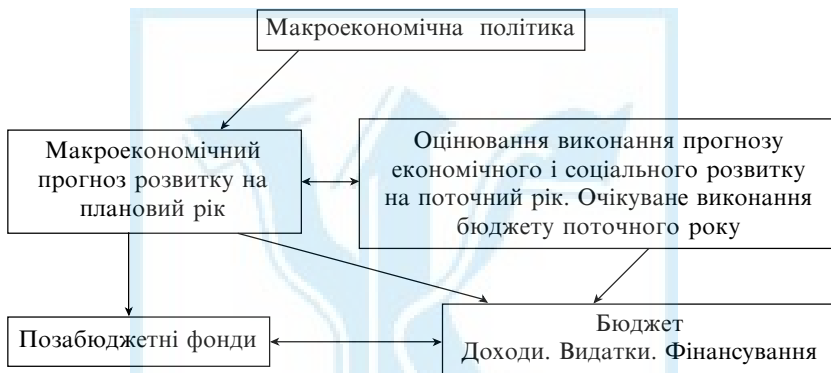 Макроекономічна політика
Макроекономічний
прогноз розвитку на
плановий рік
Оцінювання виконання прогнозу
економічного і соціального розвитку
на поточний рік. Очікуване виконання
бюджету поточного року
Позабюджетні фонди
Бюджет
Доходи. Видатки. Фінансування